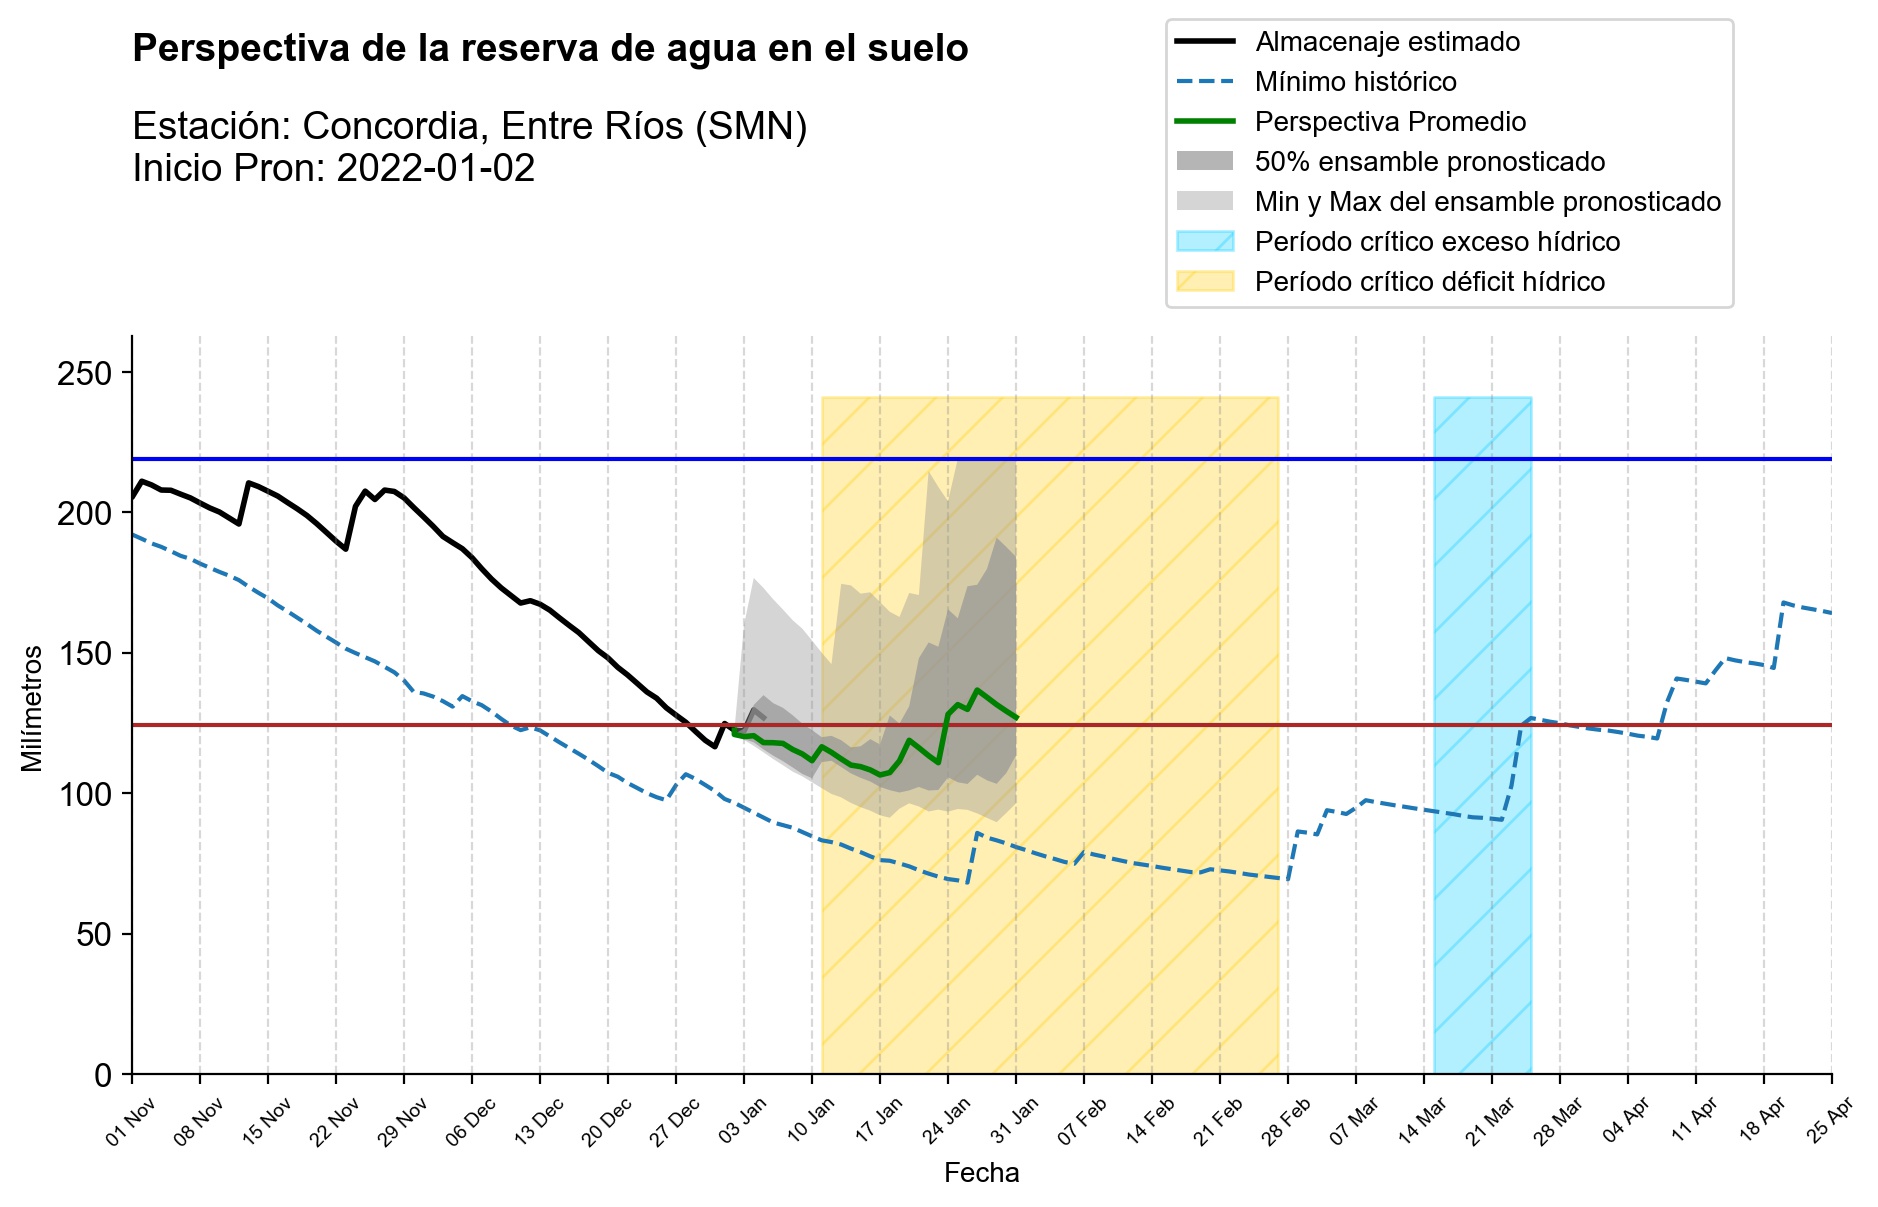 Perspectiva de la reserva de agua en el suelo
Estación: Concordia, Entre Ríos (SMN)
Inicio Pron: 2022-01-02
Almacenaje estimado
Mínimo histórico
Perspectiva Promedio
50% ensamble pronosticado
Min y Max del ensamble pronosticado
Período crítico exceso hídrico
Período crítico déficit hídrico
Milímetros
250
200
150
100
50
0
01 Nov
08 Nov
15 Nov
22 Nov
29 Nov
06 Dec
13 Dec
20 Dec
27 Dec
03 Jan
10 Jan
17 Jan
24 Jan
31 Jan
07 Feb
14 Feb
21 Feb
28 Feb
07 Mar
14 Mar
21 Mar
28 Mar
04 Apr
11 Apr
18 Apr
25 Apr
Fecha